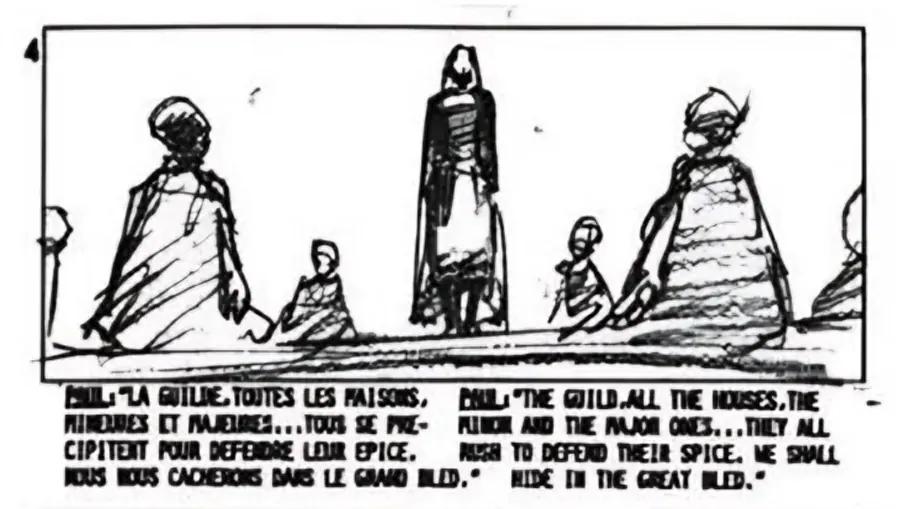 4
PAUL: "LA GUILDE, TOUTES LES MAISONS,
MINEURES ET MAJEURES...TOUS SE PRE-
CIPITENT POUR DEFENDRE LEUR EPICE.
NOUS NOUS CACHERONS DANS LE GRAND BLED."
PAUL: "THE GUILD, ALL THE HOUSES, THE
MINOR AND THE MAJOR ONES...THEY ALL
RUSH TO DEFEND THEIR SPICE. WE SHALL
HIDE IN THE GREAT BLED."